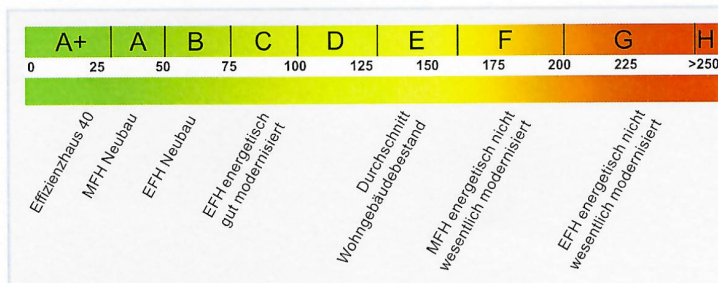 A+ A B C D E F G H
0 25 50 75 100 125 150 175 200 225 >250
Effizienzhaus 40
MFH Neubau
EFH Neubau
EFH energetisch
gut modernisiert
Durchschnitt
Wohngebäudebestand
MFH energetisch nicht
wesentlich modernisiert
EFH energetisch nicht
wesentlich modernisiert